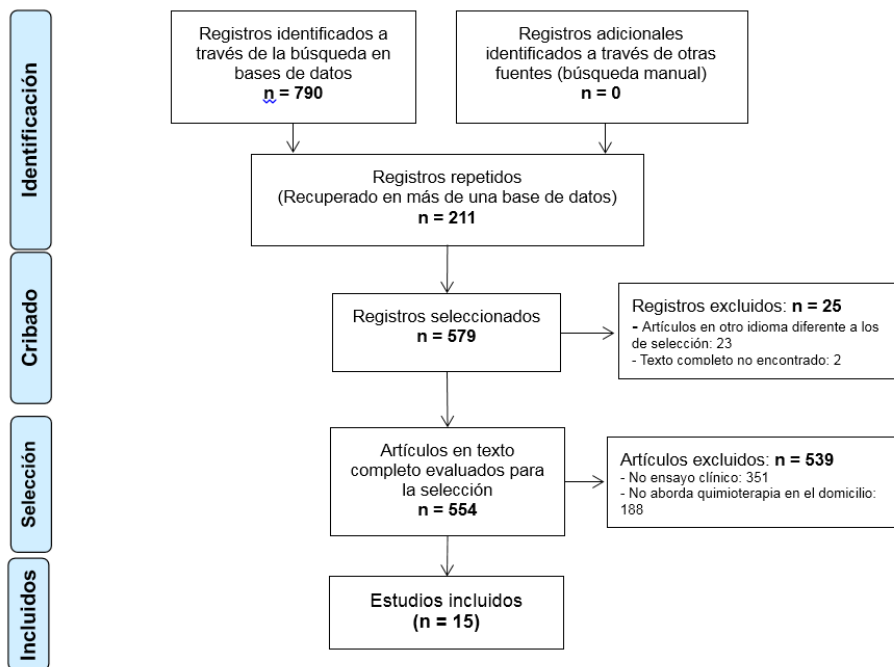 Identificación
Registros identificados a
través de la búsqueda en
bases de datos
n = 790
Registros adicionales
identificados a través de otras
fuentes (búsqueda manual)
n = 0
Registros repetidos
(Recuperado en más de una base de datos)
n = 211
Cribado
Registros seleccionados
n = 579
Registros excluidos: n = 25
- Artículos en otro idioma diferente a los
de selección: 23
- Texto completo no encontrado: 2
Selección
Artículos en texto
completo evaluados para
la selección
n = 554
Artículos excluidos: n = 539
- No ensayo clínico: 351
- No aborda quimioterapia en el domicilio:
188
Incluidos
Estudios incluidos
(n = 15)